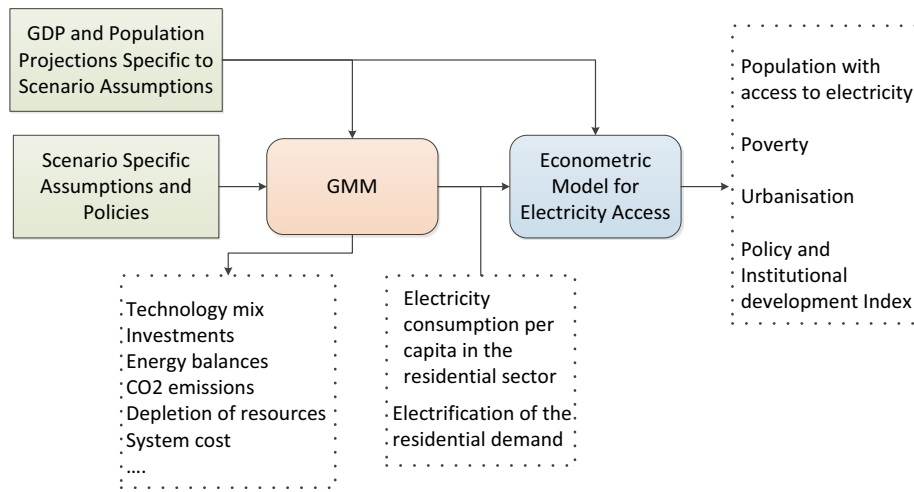 GDP and Population
Projections Specific to
Scenario Assumptions
Scenario Specific
Assumptions and
Policies
GMM
Econometric
Model for
Electricity Access
Population with
access to electricity
Poverty
Urbanisation
Policy and
Institutional
development Index
Technology mix
Investments
Energy balances
CO2 emissions
Depletion of resources
System cost
....
Electricity
consumption per
capita in the
residential sector
Electrification of the
residential demand